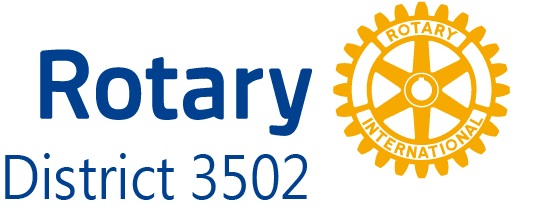 Rotary
District 3502
ROTARY
INTERNATIONAL